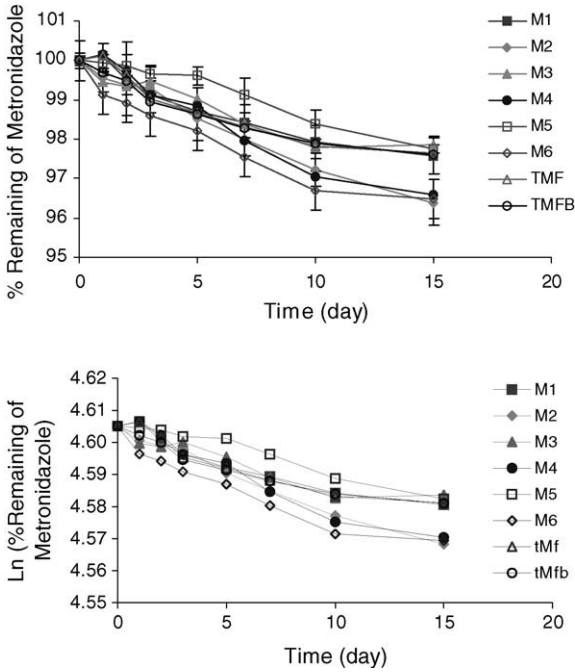 % Remaining of Metronidazole
101
100
99
98
97
96
95
0
5
10
15
20
Time (day)
M1
M2
M3
M4
M5
M6
TMF
TMFB
Ln (%Remaining of
Metronidazole)
4.62
4.61
4.60
4.59
4.58
4.57
4.56
4.55
0
5
10
15
20
Time (day)
M1
M2
M3
M4
M5
M6
tMf
tMfb